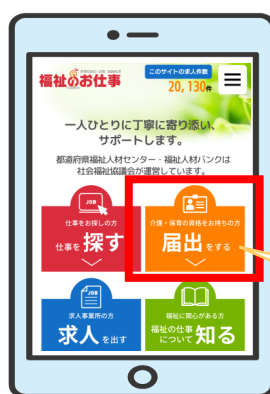 福祉のお仕事
このサイトの求人件数
20,130件
一人ひとりに丁寧に寄り添い、
サポートします。
都道府県福祉人材センター・福祉人材バンクは
社会福祉協議会が運営しています。
JOB
仕事をお探しの方
仕事を探す
介護・保育の資格をお持ちの方
届出をする
JOB
求人事業所の方
求人を出す
福祉に関心がある方
福祉の仕事について知る